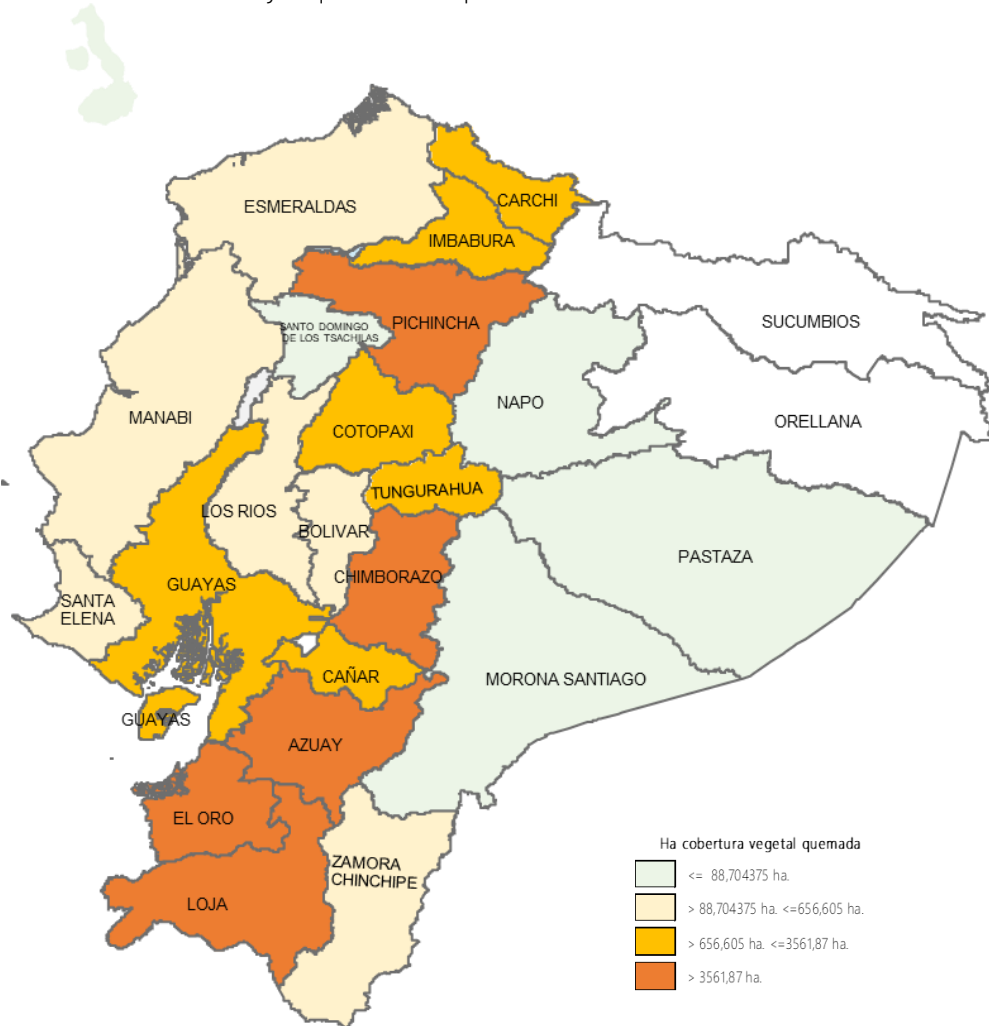 ESMERALDAS
CARCHI
IMBABURA
PICHINCHA
SUCUMBIOS
SANTO DOMINGO
DE LOS TSACHILAS
NAPO
MANABI
COTOPAXI
ORELLANA
TUNGURAHUA
LOS RIOS
BOLIVAR
PASTAZA
CHIMBORAZO
GUAYAS
SANTA
ELENA
CAÑAR
MORONA SANTIAGO
GUAYAS
AZUAY
EL ORO
ZAMORA
CHINCHIPE
LOJA
Ha cobertura vegetal quemada
<= 88,704375 ha.
> 88,704375 ha. <=656,605 ha.
> 656,605 ha. <=3561,87 ha.
> 3561,87 ha.